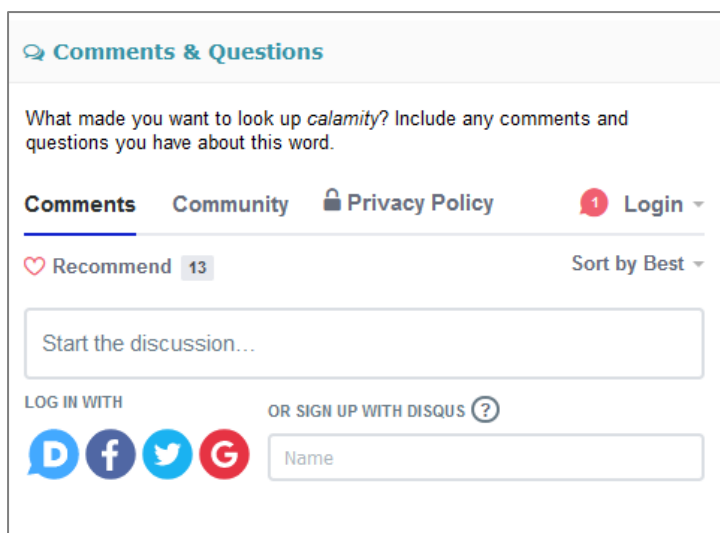 Comments & Questions
What made you want to look up calamity? Include any comments and
questions you have about this word.
Comments Community Privacy Policy 1 Login
Recommend 13 Sort by Best
Start the discussion...
LOG IN WITH OR SIGN UP WITH DISQUS ?
D f G Name